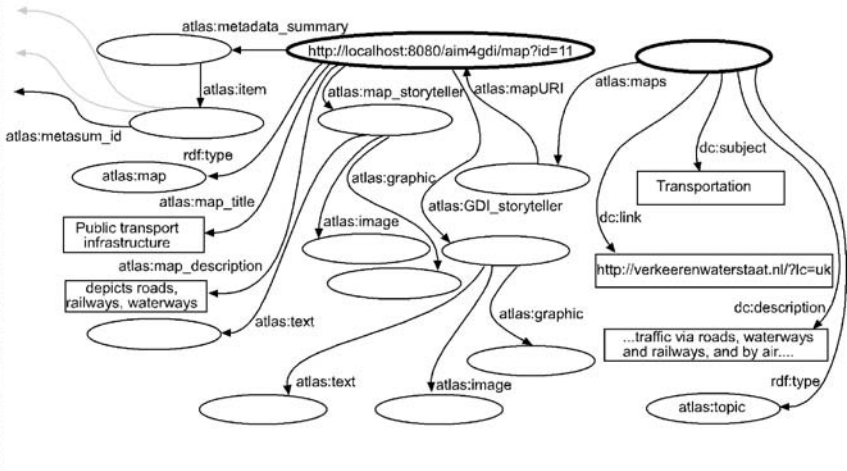 atlas:metadata_summary
http://localhost:8080/aim4gdi/map?id=11
atlas:item
atlas:map_storyteller
atlas:mapURI
atlas:maps
atlas:metasum_id
rdf:type
dc:subject
atlas:map
atlas:graphic
Transportation
atlas:map_title
atlas:GDI_storyteller
atlas:image
dc:link
Public transport
infrastructure
atlas:map_description
http://verkeerenwaterstaat.nl/?lc=uk
depicts roads,
railways, waterways
dc:description
atlas:text
atlas:graphic
...traffic via roads, waterways
and railways, and by air....
atlas:text
atlas:image
rdf:type
atlas:topic